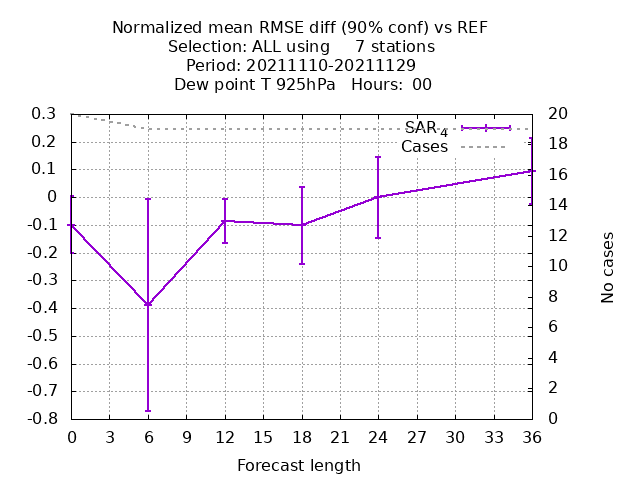 Normalized mean RMSE diff (90% conf) vs REF
Selection: ALL using     7 stations
Period: 20211110-20211129
Dew point T 925hPa   Hours: 00
0.3
0.2
0.1
0
-0.1
-0.2
-0.3
-0.4
-0.5
-0.6
-0.7
-0.8
SAR 4
Cases
20
18
16
14
12
10
8
6
4
2
0
No cases
0 3 6 9 12 15 18 21 24 27 30 33 36
Forecast length